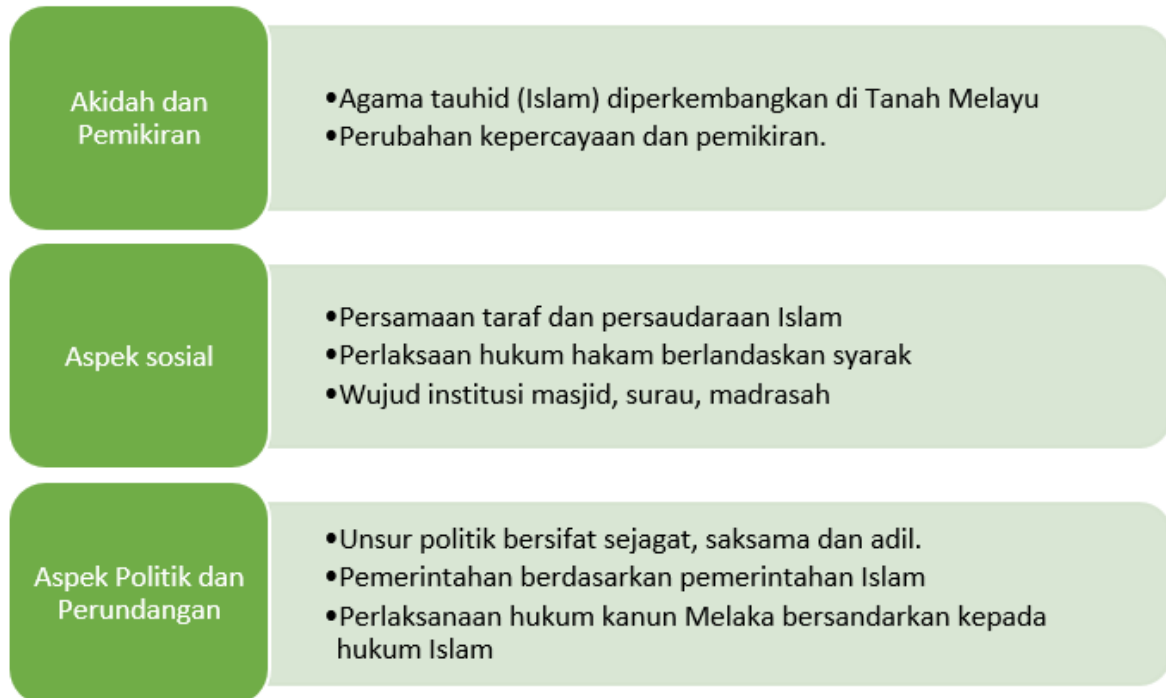 Akidah dan
Pemikiran
•Agama tauhid (Islam) diperkembangkan di Tanah Melayu
•Perubahan kepercayaan dan pemikiran.
Aspek sosial
•Persamaan taraf dan persaudaraan Islam
•Perlaksaan hukum hakam berlandaskan syarak
•Wujud institusi masjid, surau, madrasah
Aspek Politik dan
Perundangan
•Unsur politik bersifat sejagat, saksama dan adil.
•Pemerintahan berdasarkan pemerintahan Islam
•Perlaksanaan hukum kanun Melaka bersandarkan kepada
hukum Islam